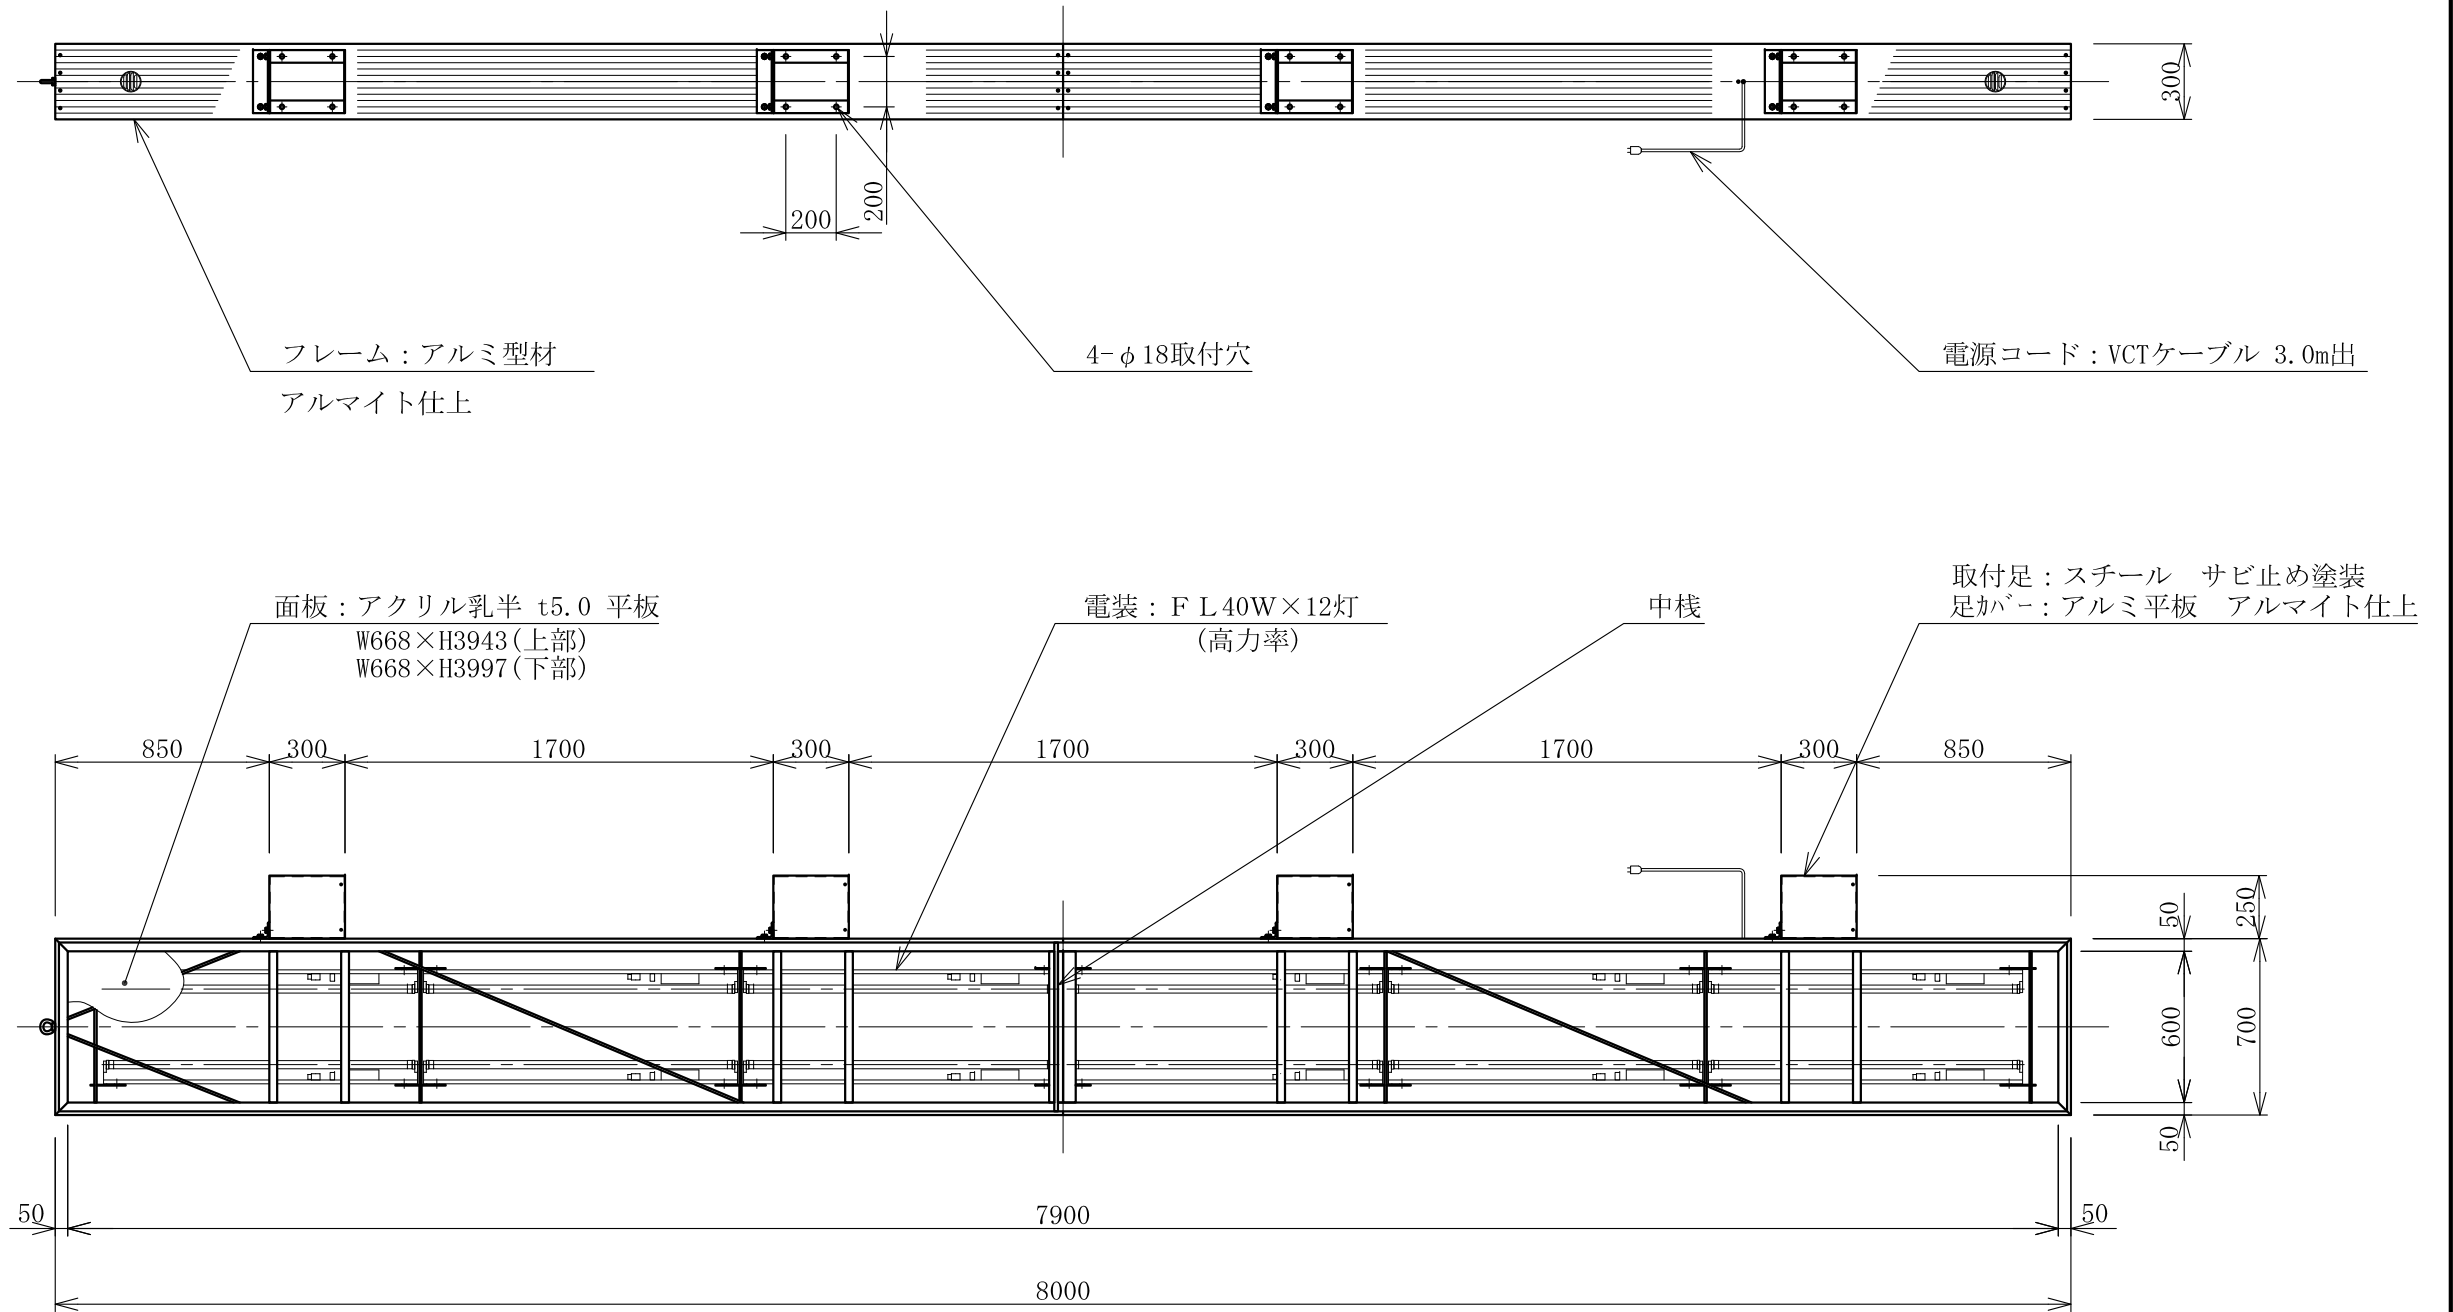 300
200
200
フレーム：アルミ型材
アルマイト仕上
4-φ18取付穴
電源コード：VCTケーブル 3.0m出
面板：アクリル乳半 t5.0 平板
W668×H3943(上部)
W668×H3997(下部)
電装：ＦＬ40W×12灯
(高力率)
中桟
取付足：スチール　サビ止め塗装
足ｶﾊﾞｰ：アルミ平板　アルマイト仕上
850
300
1700
300
1700
300
1700
300
850
50
250
600
700
50
50
7900
50
8000